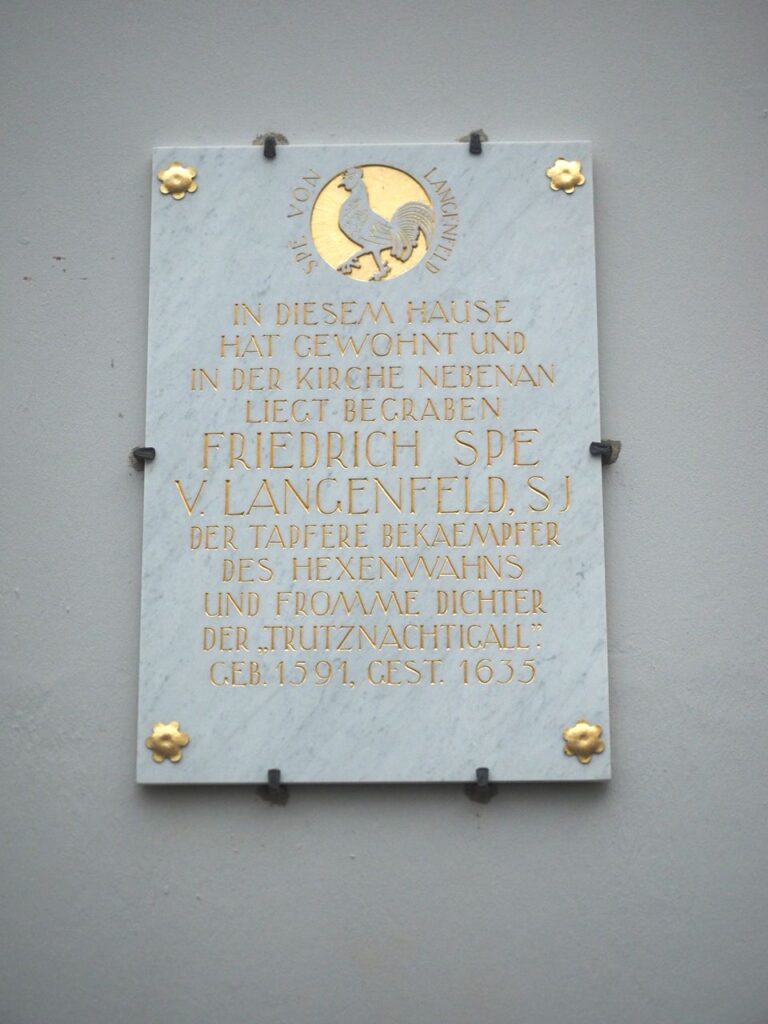 SPE VON LANGENFELD
IN DIESEM HAUSE
HAT GEWOHNT UND
IN DER KIRCHE NEBENAN
LIEGT BEGRABEN
FRIEDRICH SPE
V. LANGENFELD, SJ
DER TAPFERE BEKAEMPFER
DES HEXENWAHNS
UND FROMME DICHTER
DER „TRUTZNACHTIGALL”.
GEB. 1591, GEST. 1635